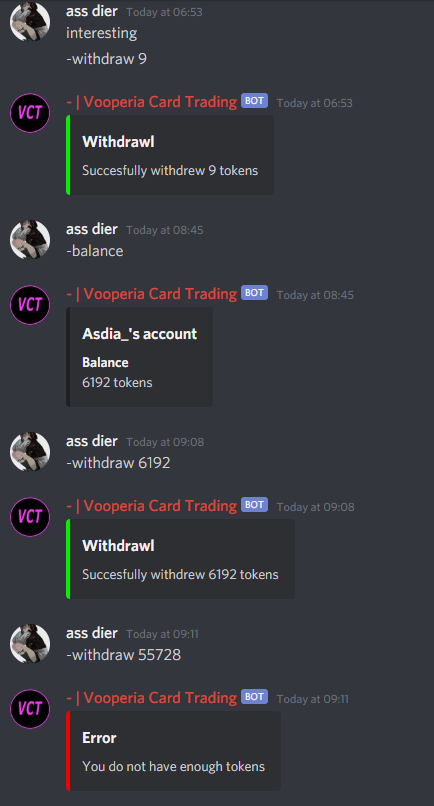 ass dier Today at 06:53
interesting
-withdraw 9
VCT - | Vooperia Card Trading BOT Today at 06:53
Withdrawl
Succesfully withdrew 9 tokens
ass dier Today at 08:45
-balance
VCT - | Vooperia Card Trading BOT Today at 08:45
Asdia_'s account
Balance
6192 tokens
ass dier Today at 09:08
-withdraw 6192
VCT - | Vooperia Card Trading BOT Today at 09:08
Withdrawl
Succesfully withdrew 6192 tokens
ass dier Today at 09:11
-withdraw 55728
VCT - | Vooperia Card Trading BOT Today at 09:11
Error
You do not have enough tokens